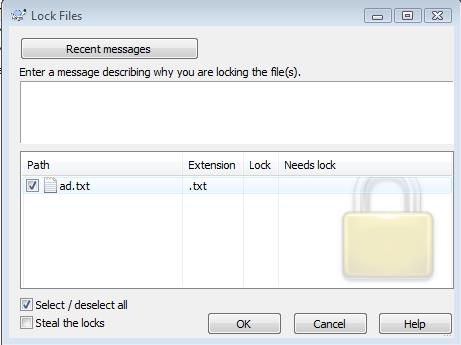 Lock Files
Recent messages
Enter a message describing why you are locking the file(s).
Path Extension Lock Needs lock
ad.txt .txt
Select / deselect all
Steal the locks
OK Cancel Help